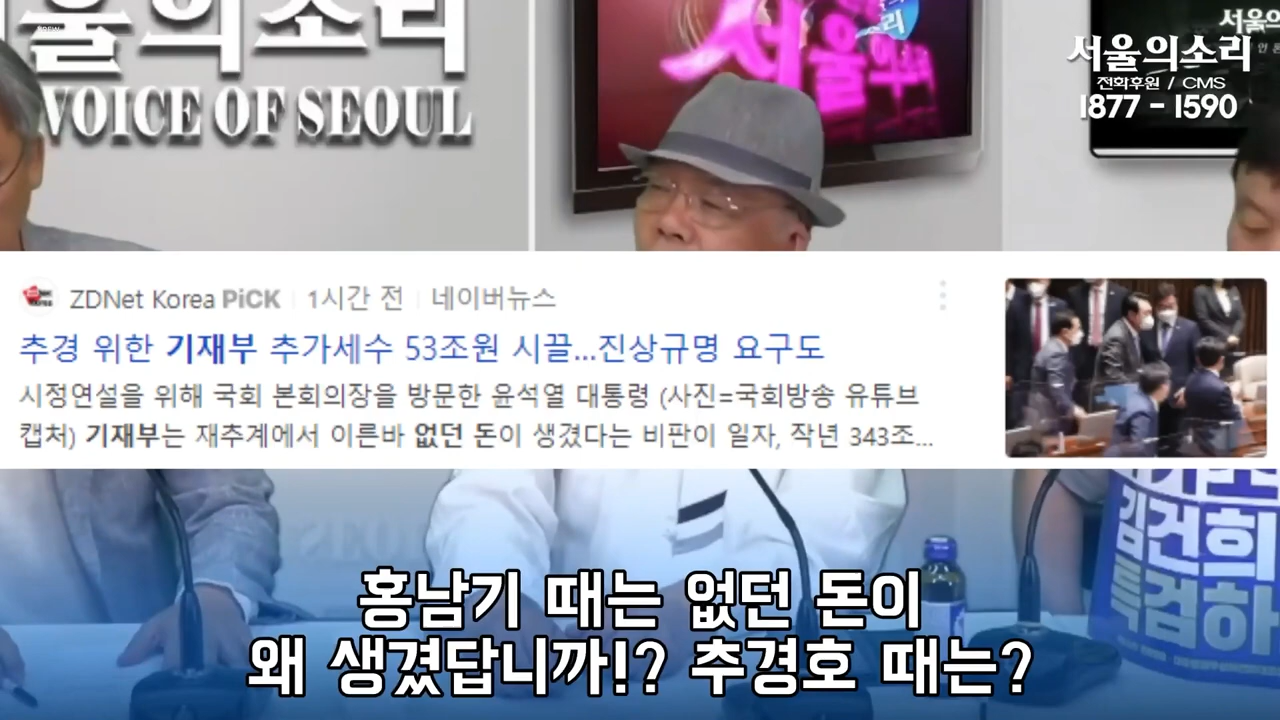 서울의소리
VOICE OF SEOUL
서울의소리
서울의소리
전화후원 / CMS
1877 - 1590
ZDNet Korea PiCK 1시간 전 네이버뉴스
추경 위한 기재부 추가세수 53조원 시끌...진상규명 요구도
시정연설을 위해 국회 본회의장을 방문한 윤석열 대통령 (사진=국회방송 유튜브
캡처) 기재부는 재추계에서 이른바 없던 돈이 생겼다는 비판이 일자, 작년 343조...
김건희
특검하
홍남기 때는 없던 돈이
왜 생겼답니까!? 추경호 때는?